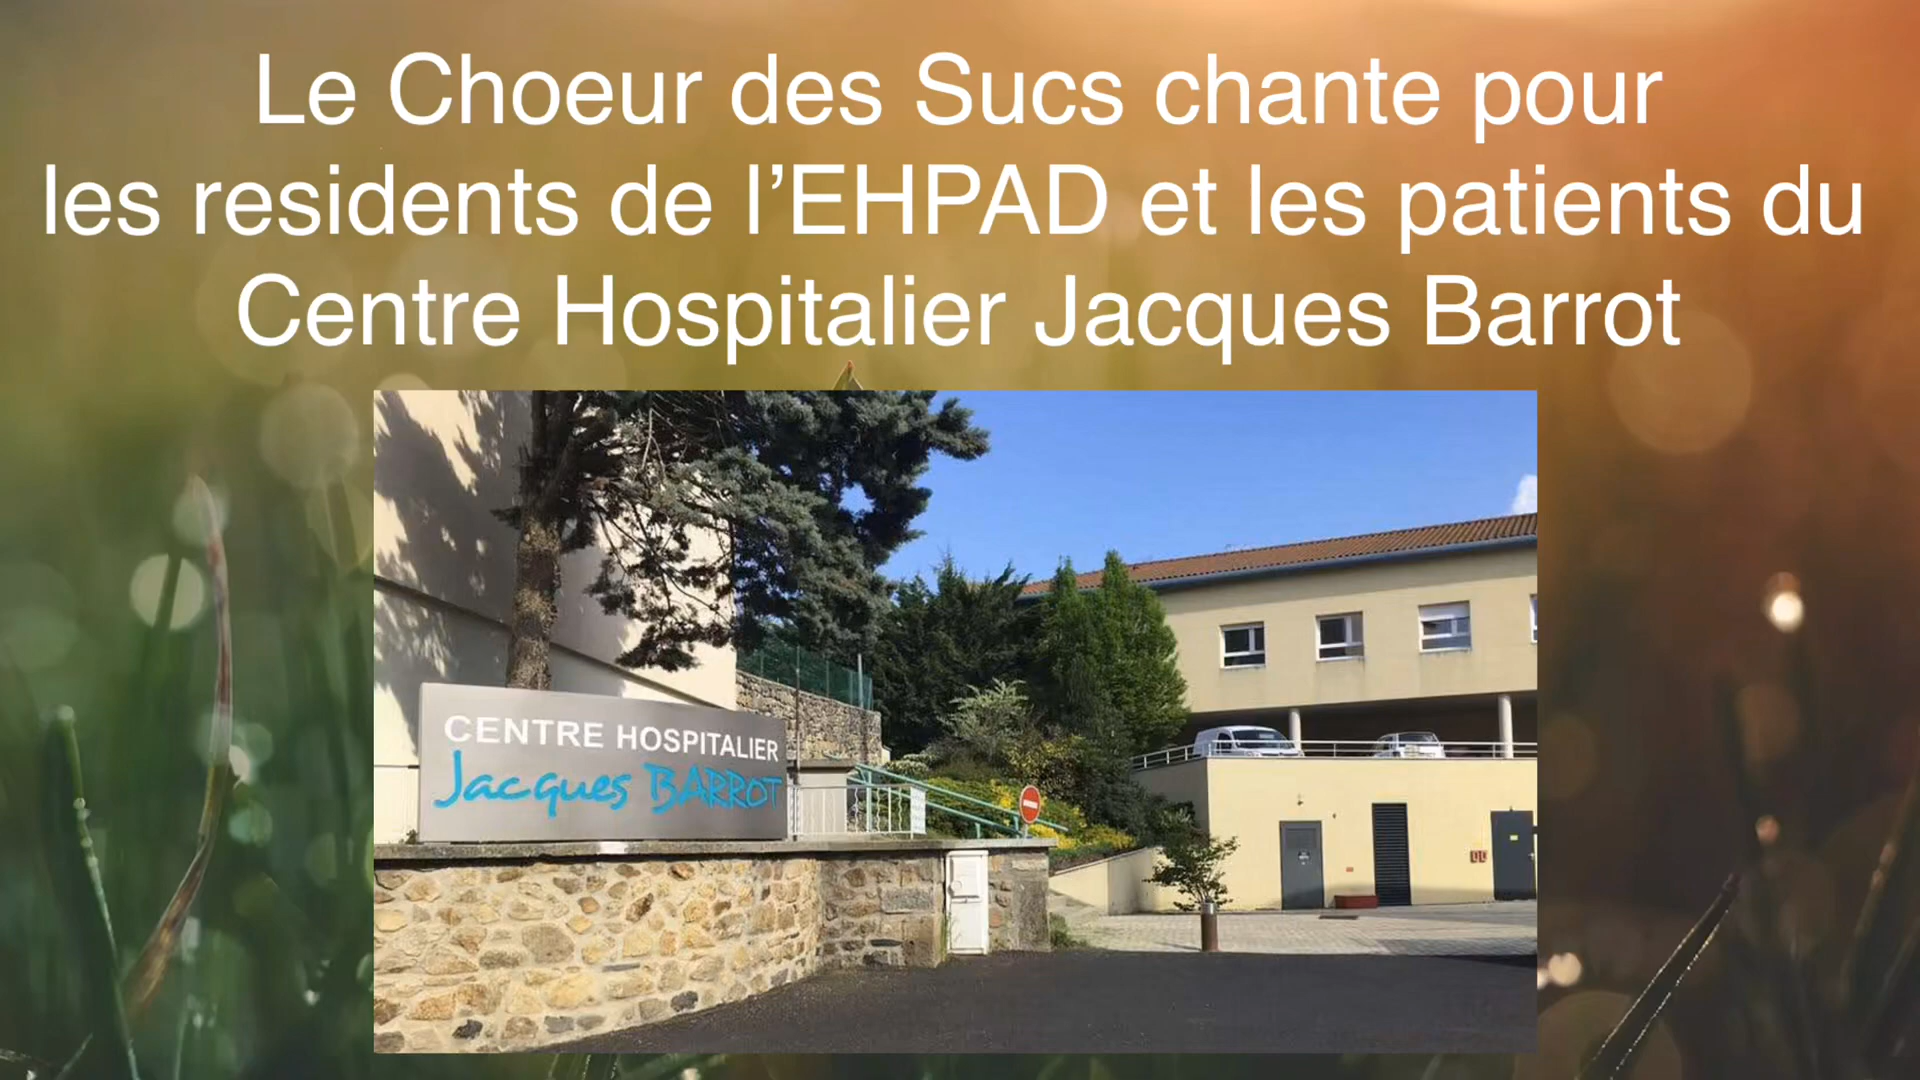 Le Choeur des Sucs chante pour
les residents de l’EHPAD et les patients du
Centre Hospitalier Jacques Barrot
CENTRE HOSPITALIER
Jacques BARROT